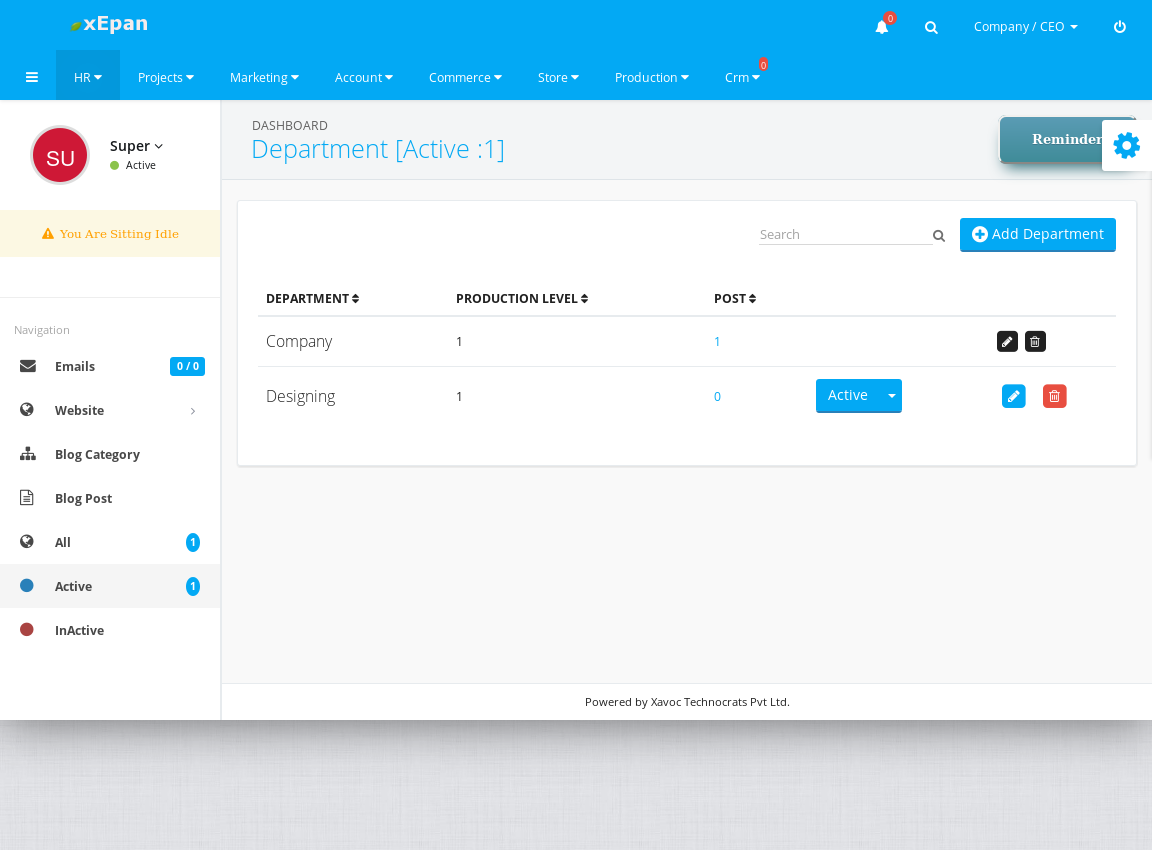 xEpan
0
Company / CEO
HR
Projects
Marketing
Account
Commerce
Store
Production
Crm
0
SU
Super
Active
You Are Sitting Idle
Navigation
Emails
0 / 0
Website
Blog Category
Blog Post
All
1
Active
1
InActive
DASHBOARD
Department [Active :1]
Reminder
Search
Add Department
DEPARTMENT
PRODUCTION LEVEL
POST
Company
1
1
Designing
1
0
Active
Powered by Xavoc Technocrats Pvt Ltd.